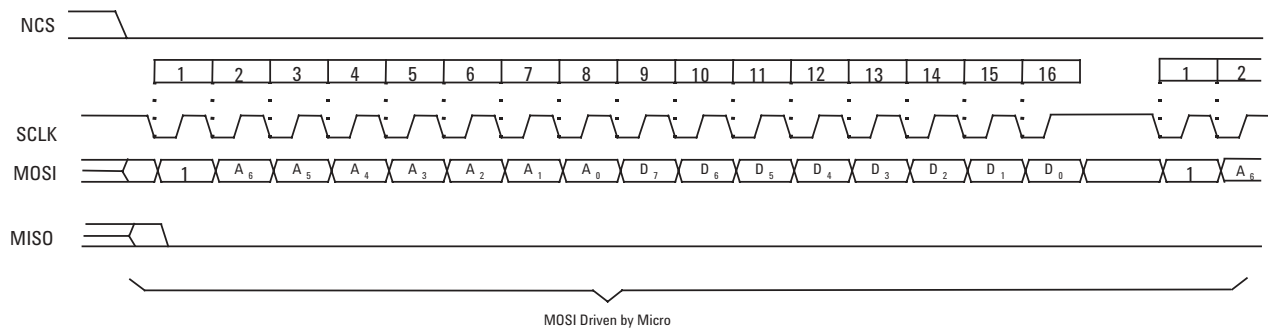 NCS
1 2 3 4 5 6 7 8 9 10 11 12 13 14 15 16 1 2
SCLK
MOSI 1 A6 A5 A4 A3 A2 A1 A0 D7 D6 D5 D4 D3 D2 D1 D0 1 A6
MISO
MOSI Driven by Micro